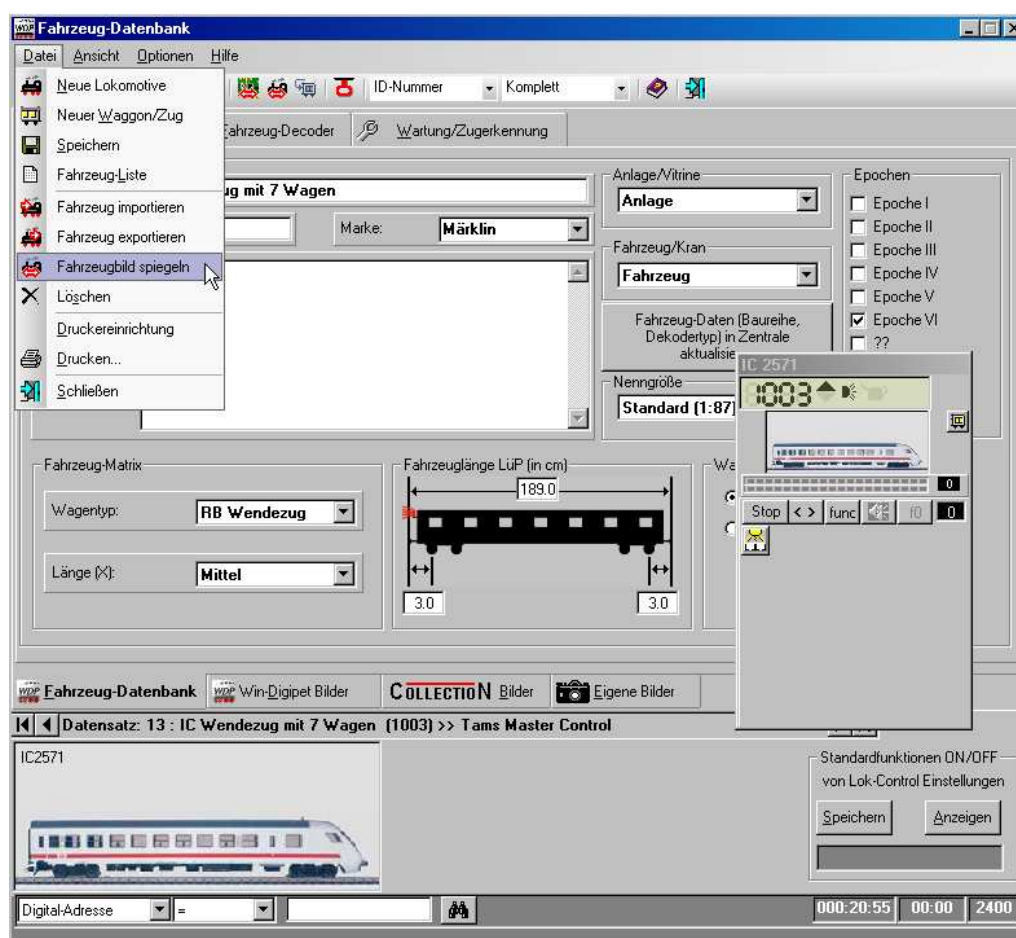 WDP Fahrzeug-Datenbank
Datei Ansicht Optionen Hilfe
Neue Lokomotive
Neuer Waggon/Zug
Speichern
Fahrzeug-Liste
Fahrzeug importieren
Fahrzeug exportieren
Fahrzeugbild spiegeln
Löschen
Druckereinrichtung
Drucken...
Schließen
ID-Nummer Komplett
Fahrzeug-Decoder Wartung/Zugerkennung
mit 7 Wagen
Marke: Märklin
Anlage/Vitrine
Anlage
Fahrzeug/Kran
Fahrzeug
Fahrzeug-Daten (Baureihe,
Dekodertyp) in Zentrale
Nenngröße
Standard (1:87)
Epochen
Epoche I
Epoche II
Epoche III
Epoche IV
Epoche V
Epoche VI
??
IC 2571
1003
0
Stop < > func f0 0
Fahrzeug-Matrix
Wagentyp: RB Wendezug
Länge (X): Mittel
Fahrzeuglänge LüP (in cm)
189.0
3.0 3.0
WDP Fahrzeug-Datenbank WDP Win-Digipet Bilder COLLECTION Bilder Eigene Bilder
Datensatz: 13 : IC Wendezug mit 7 Wagen (1003) >> Tams Master Control
IC2571
Standardfunktionen ON/OFF
von Lok-Control Einstellungen
Speichern Anzeigen
Digital-Adresse =
000:20:55 00:00 2400